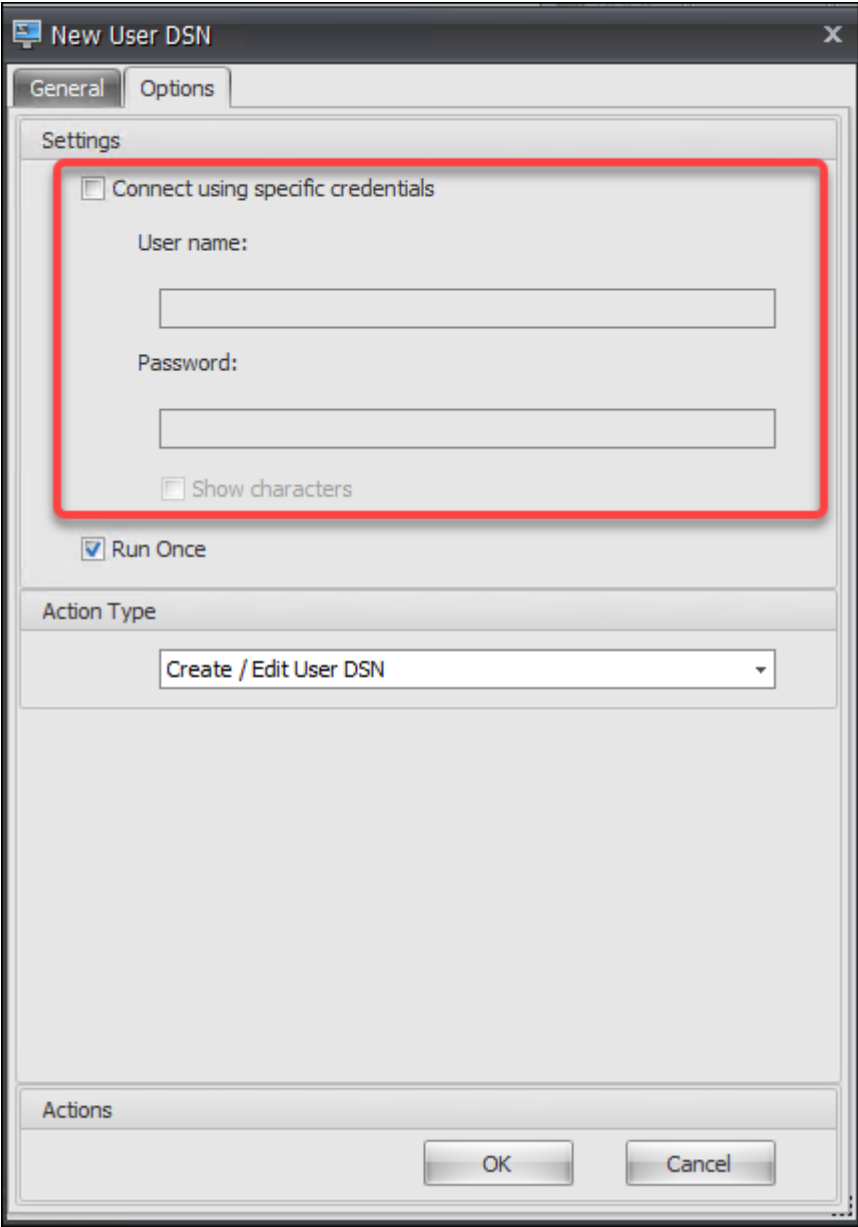 New User DSN
General Options
Settings
Connect using specific credentials
User name:
Password:
Show characters
Run Once
Action Type
Create / Edit User DSN
Actions
OK Cancel